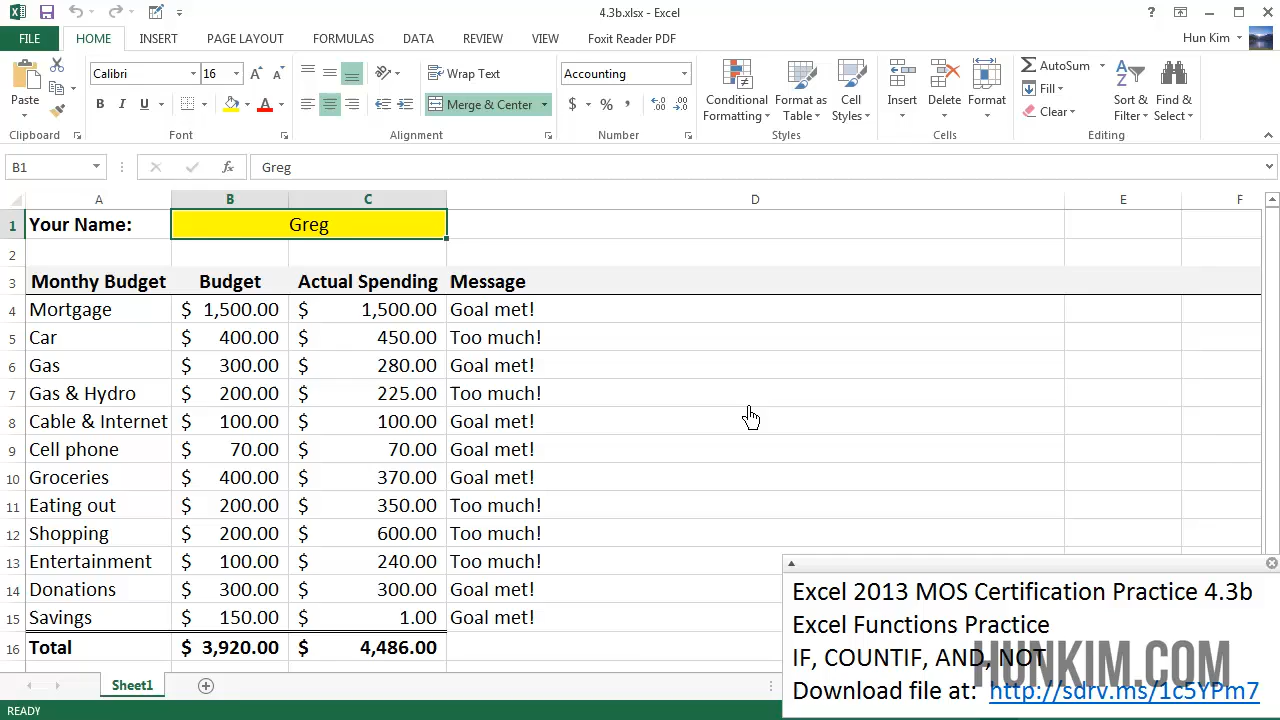 4.3b.xlsx - Excel
FILE HOME INSERT PAGE LAYOUT FORMULAS DATA REVIEW VIEW Foxit Reader PDF Hun Kim
Paste
Calibri 16
B I U
Wrap Text
Merge & Center
Accounting
$ % ,
Conditional Formatting
Format as Table
Cell Styles
Insert
Delete
Format
AutoSum
Fill
Clear
Sort & Filter
Find & Select
Clipboard Font Alignment Number Styles Cells Editing
B1 fx Greg
A B C D E F
1 Your Name: Greg
2
3 Monthy Budget Budget Actual Spending Message
4 Mortgage $ 1,500.00 $ 1,500.00 Goal met!
5 Car $ 400.00 $ 450.00 Too much!
6 Gas $ 300.00 $ 280.00 Goal met!
7 Gas & Hydro $ 200.00 $ 225.00 Too much!
8 Cable & Internet $ 100.00 $ 100.00 Goal met!
9 Cell phone $ 70.00 $ 70.00 Goal met!
10 Groceries $ 400.00 $ 370.00 Goal met!
11 Eating out $ 200.00 $ 350.00 Too much!
12 Shopping $ 200.00 $ 600.00 Too much!
13 Entertainment $ 100.00 $ 240.00 Too much!
14 Donations $ 300.00 $ 300.00 Goal met!
15 Savings $ 150.00 $ 1.00 Goal met!
16 Total $ 3,920.00 $ 4,486.00
Excel 2013 MOS Certification Practice 4.3b
Excel Functions Practice
IF, COUNTIF, AND, NOT
HUNKIM.COM
Download file at: http://sdrv.ms/1c5YPm7
Sheet1
READY